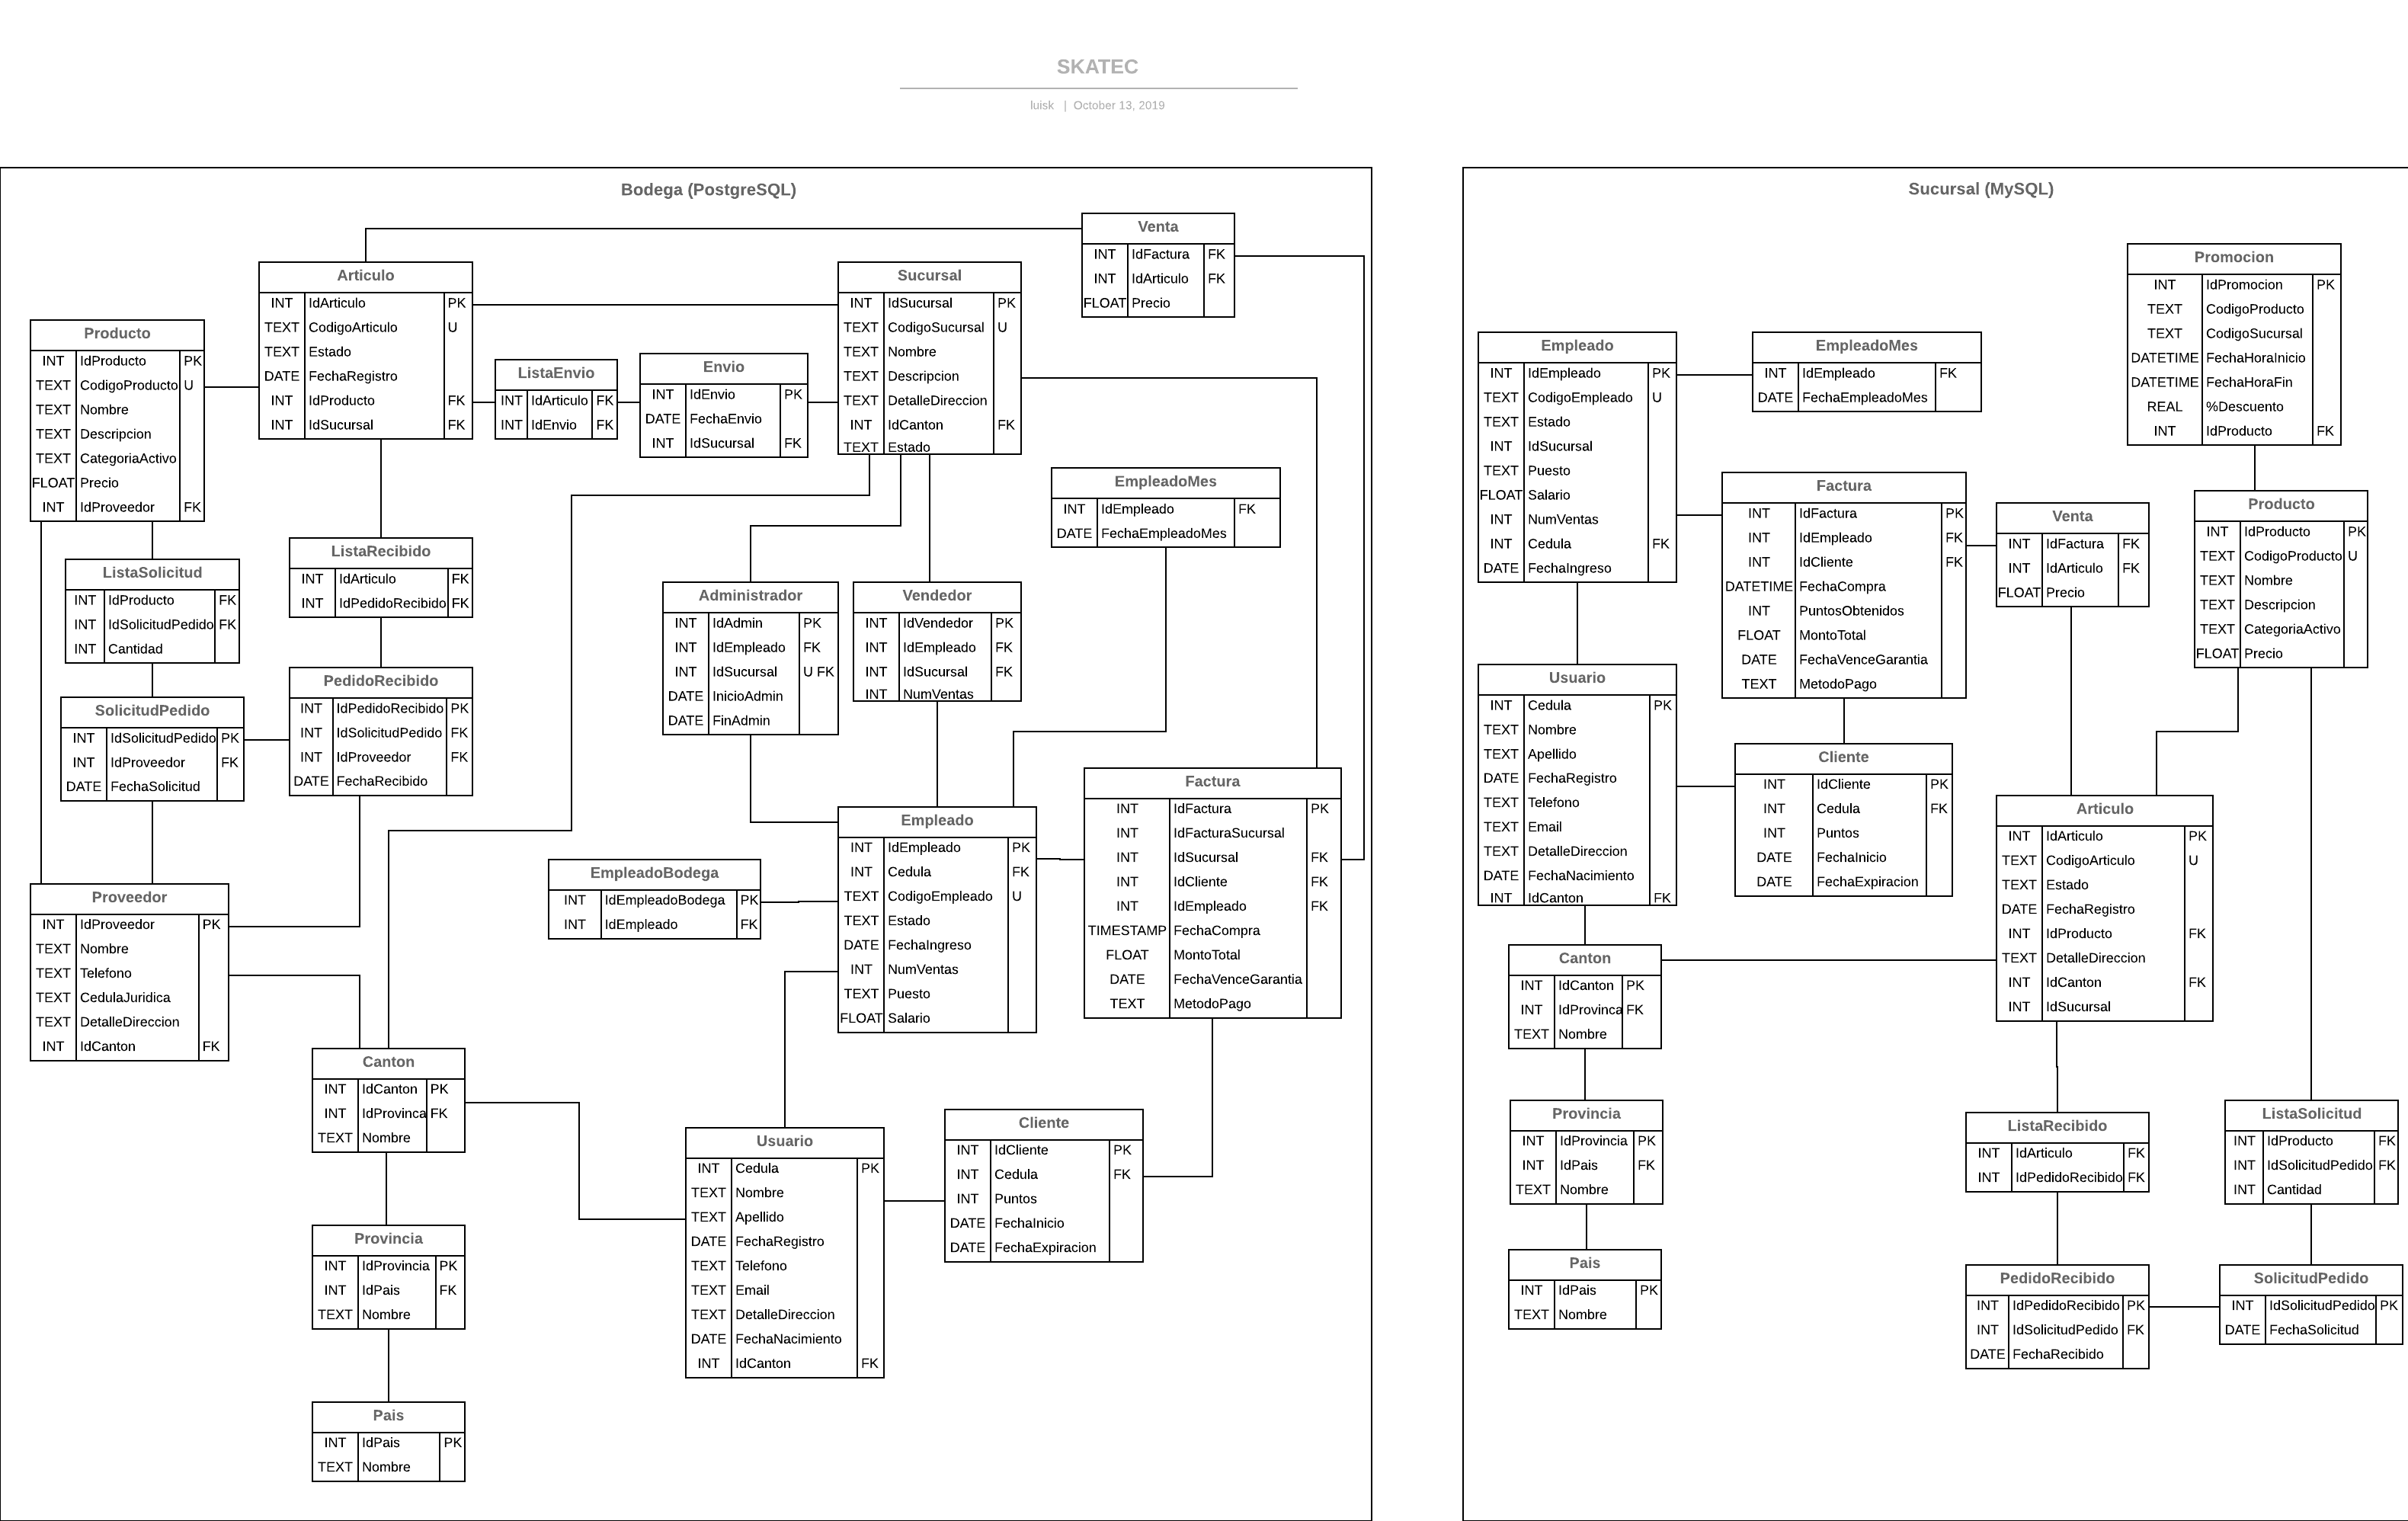 SKATEC
luisk | October 13, 2019
Bodega (PostgreSQL)
Venta
INT IdFactura FK
INT IdArticulo FK
FLOAT Precio
Articulo
INT IdArticulo PK
TEXT CodigoArticulo U
TEXT Estado
DATE FechaRegistro
INT IdProducto FK
INT IdSucursal FK
Sucursal
INT IdSucursal PK
TEXT CodigoSucursal U
TEXT Nombre
TEXT Descripcion
TEXT DetalleDireccion
INT IdCanton FK
TEXT Estado
Producto
INT IdProducto PK
TEXT CodigoProducto U
TEXT Nombre
TEXT Descripcion
TEXT CategoriaActivo
FLOAT Precio
INT IdProveedor FK
ListaEnvio
INT IdArticulo FK
INT IdEnvio FK
Envio
INT IdEnvio PK
DATE FechaEnvio
INT IdSucursal FK
EmpleadoMes
INT IdEmpleado FK
DATE FechaEmpleadoMes
ListaRecibido
INT IdArticulo FK
INT IdPedidoRecibido FK
ListaSolicitud
INT IdProducto FK
INT IdSolicitudPedido FK
INT Cantidad
Administrador
INT IdAdmin PK
INT IdEmpleado FK
INT IdSucursal U FK
DATE InicioAdmin
DATE FinAdmin
Vendedor
INT IdVendedor PK
INT IdEmpleado FK
INT IdSucursal FK
INT NumVentas
PedidoRecibido
INT IdPedidoRecibido PK
INT IdSolicitudPedido FK
INT IdProveedor FK
DATE FechaRecibido
SolicitudPedido
INT IdSolicitudPedido PK
INT IdProveedor FK
DATE FechaSolicitud
Factura
INT IdFactura PK
INT IdFacturaSucursal
INT IdSucursal FK
INT IdCliente FK
INT IdEmpleado FK
TIMESTAMP FechaCompra
FLOAT MontoTotal
DATE FechaVenceGarantia
TEXT MetodoPago
Empleado
INT IdEmpleado PK
INT Cedula FK
TEXT CodigoEmpleado U
TEXT Estado
DATE FechaIngreso
INT NumVentas
TEXT Puesto
FLOAT Salario
EmpleadoBodega
INT IdEmpleadoBodega PK
INT IdEmpleado FK
Proveedor
INT IdProveedor PK
TEXT Nombre
TEXT Telefono
TEXT CedulaJuridica
TEXT DetalleDireccion
INT IdCanton FK
Canton
INT IdCanton PK
INT IdProvinca FK
TEXT Nombre
Cliente
INT IdCliente PK
INT Cedula FK
INT Puntos
DATE FechaInicio
DATE FechaExpiracion
Usuario
INT Cedula PK
TEXT Nombre
TEXT Apellido
DATE FechaRegistro
TEXT Telefono
TEXT Email
TEXT DetalleDireccion
DATE FechaNacimiento
INT IdCanton FK
Provincia
INT IdProvincia PK
INT IdPais FK
TEXT Nombre
Pais
INT IdPais PK
TEXT Nombre
Sucursal (MySQL)
Promocion
INT IdPromocion PK
TEXT CodigoProducto
TEXT CodigoSucursal
DATETIME FechaHoraInicio
DATETIME FechaHoraFin
REAL %Descuento
INT IdProducto FK
Empleado
INT IdEmpleado PK
TEXT CodigoEmpleado U
TEXT Estado
INT IdSucursal
TEXT Puesto
FLOAT Salario
INT NumVentas
INT Cedula FK
DATE FechaIngreso
EmpleadoMes
INT IdEmpleado FK
DATE FechaEmpleadoMes
Factura
INT IdFactura PK
INT IdEmpleado FK
INT IdCliente FK
DATETIME FechaCompra
INT PuntosObtenidos
FLOAT MontoTotal
DATE FechaVenceGarantia
TEXT MetodoPago
Venta
INT IdFactura FK
INT IdArticulo FK
FLOAT Precio
Producto
INT IdProducto PK
TEXT CodigoProducto U
TEXT Nombre
TEXT Descripcion
TEXT CategoriaActivo
FLOAT Precio
Usuario
INT Cedula PK
TEXT Nombre
TEXT Apellido
DATE FechaRegistro
TEXT Telefono
TEXT Email
TEXT DetalleDireccion
DATE FechaNacimiento
INT IdCanton FK
Cliente
INT IdCliente PK
INT Cedula FK
INT Puntos
DATE FechaInicio
DATE FechaExpiracion
Articulo
INT IdArticulo PK
TEXT CodigoArticulo U
TEXT Estado
DATE FechaRegistro
INT IdProducto FK
TEXT DetalleDireccion
INT IdCanton FK
INT IdSucursal
Canton
INT IdCanton PK
INT IdProvinca FK
TEXT Nombre
Provincia
INT IdProvincia PK
INT IdPais FK
TEXT Nombre
ListaRecibido
INT IdArticulo FK
INT IdPedidoRecibido FK
ListaSolicitud
INT IdProducto FK
INT IdSolicitudPedido FK
INT Cantidad
Pais
INT IdPais PK
TEXT Nombre
PedidoRecibido
INT IdPedidoRecibido PK
INT IdSolicitudPedido FK
DATE FechaRecibido
SolicitudPedido
INT IdSolicitudPedido PK
DATE FechaSolicitud